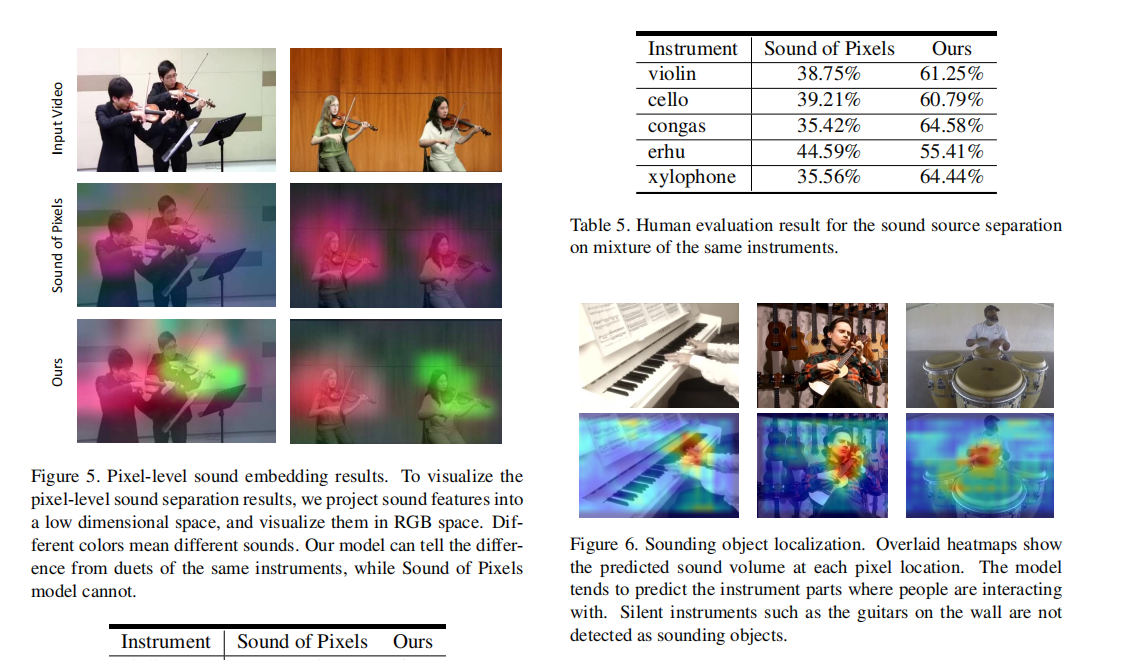 Input Video
Sound of Pixels
Ours
Figure 5. Pixel-level sound embedding results. To visualize the
pixel-level sound separation results, we project sound features into
a low dimensional space, and visualize them in RGB space. Dif-
ferent colors mean different sounds. Our model can tell the differ-
ence from duets of the same instruments, while Sound of Pixels
model cannot.
Instrument Sound of Pixels Ours
Instrument Sound of Pixels Ours
violin 38.75% 61.25%
cello 39.21% 60.79%
congas 35.42% 64.58%
erhu 44.59% 55.41%
xylophone 35.56% 64.44%
Table 5. Human evaluation result for the sound source separation
on mixture of the same instruments.
Figure 6. Sounding object localization. Overlaid heatmaps show
the predicted sound volume at each pixel location. The model
tends to predict the instrument parts where people are interacting
with. Silent instruments such as the guitars on the wall are not
detected as sounding objects.